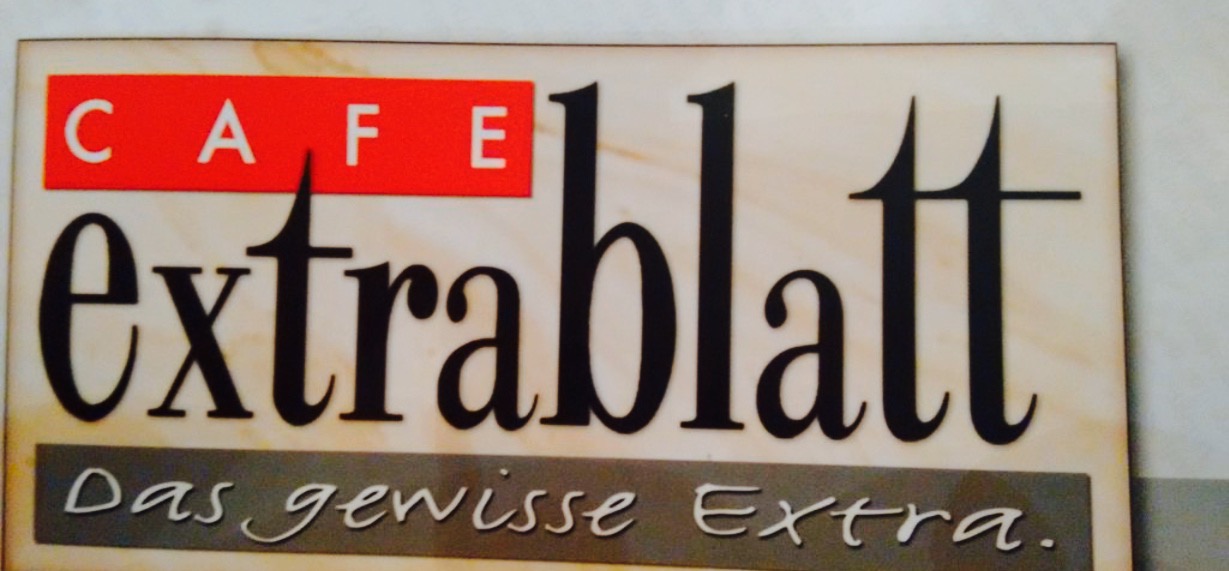 CAFE
extrablatt
Das gewisse Extra.